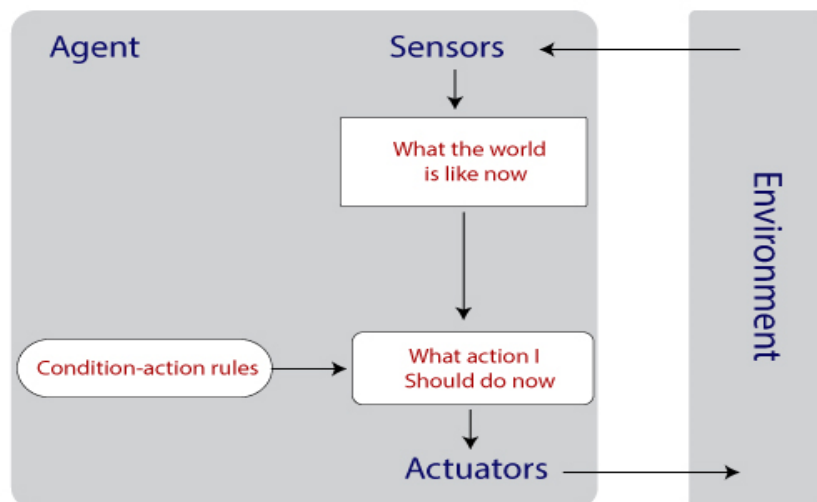 Agent
Sensors
What the world
is like now
Environment
Condition-action rules
What action I
Should do now
Actuators